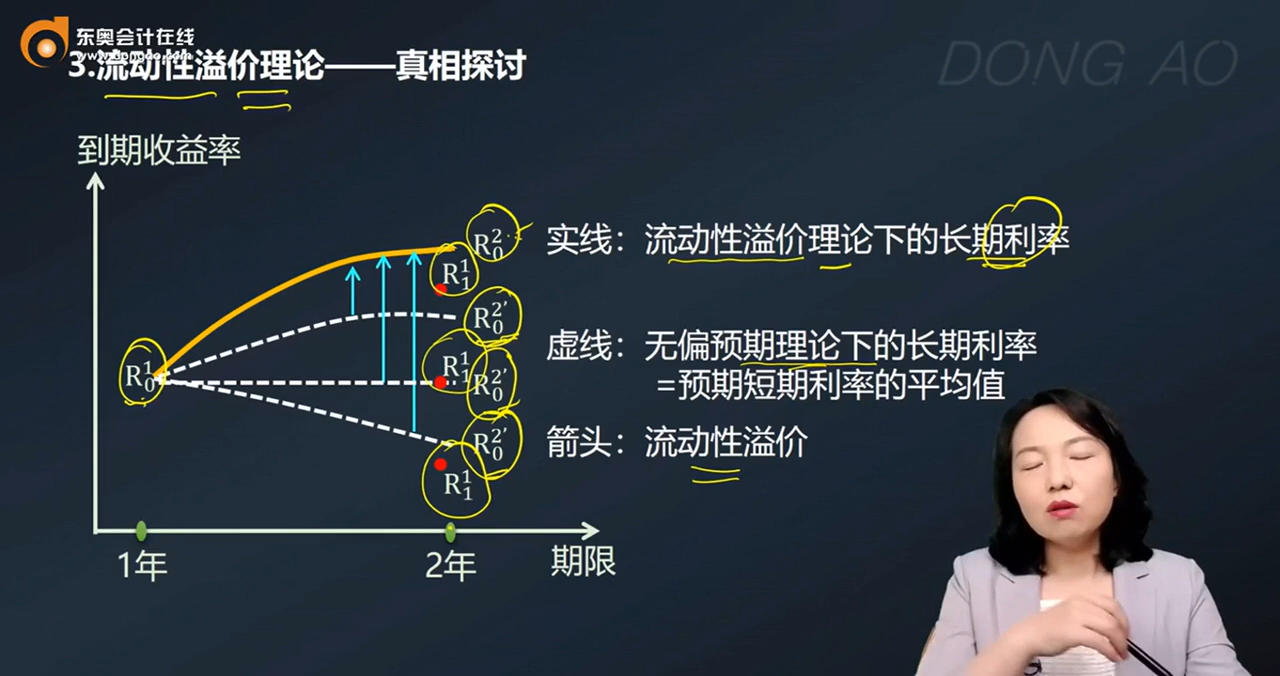 东奥会计在线
www.dongao.com
DONG AO
3.流动性溢价理论——真相探讨
到期收益率
R₀²
R₁¹
R₀²′
R₀¹
R₁¹
R₀²′
R₀²′
R₁¹
1年
2年
期限
实线：流动性溢价理论下的长期利率
虚线：无偏预期理论下的长期利率
=预期短期利率的平均值
箭头：流动性溢价